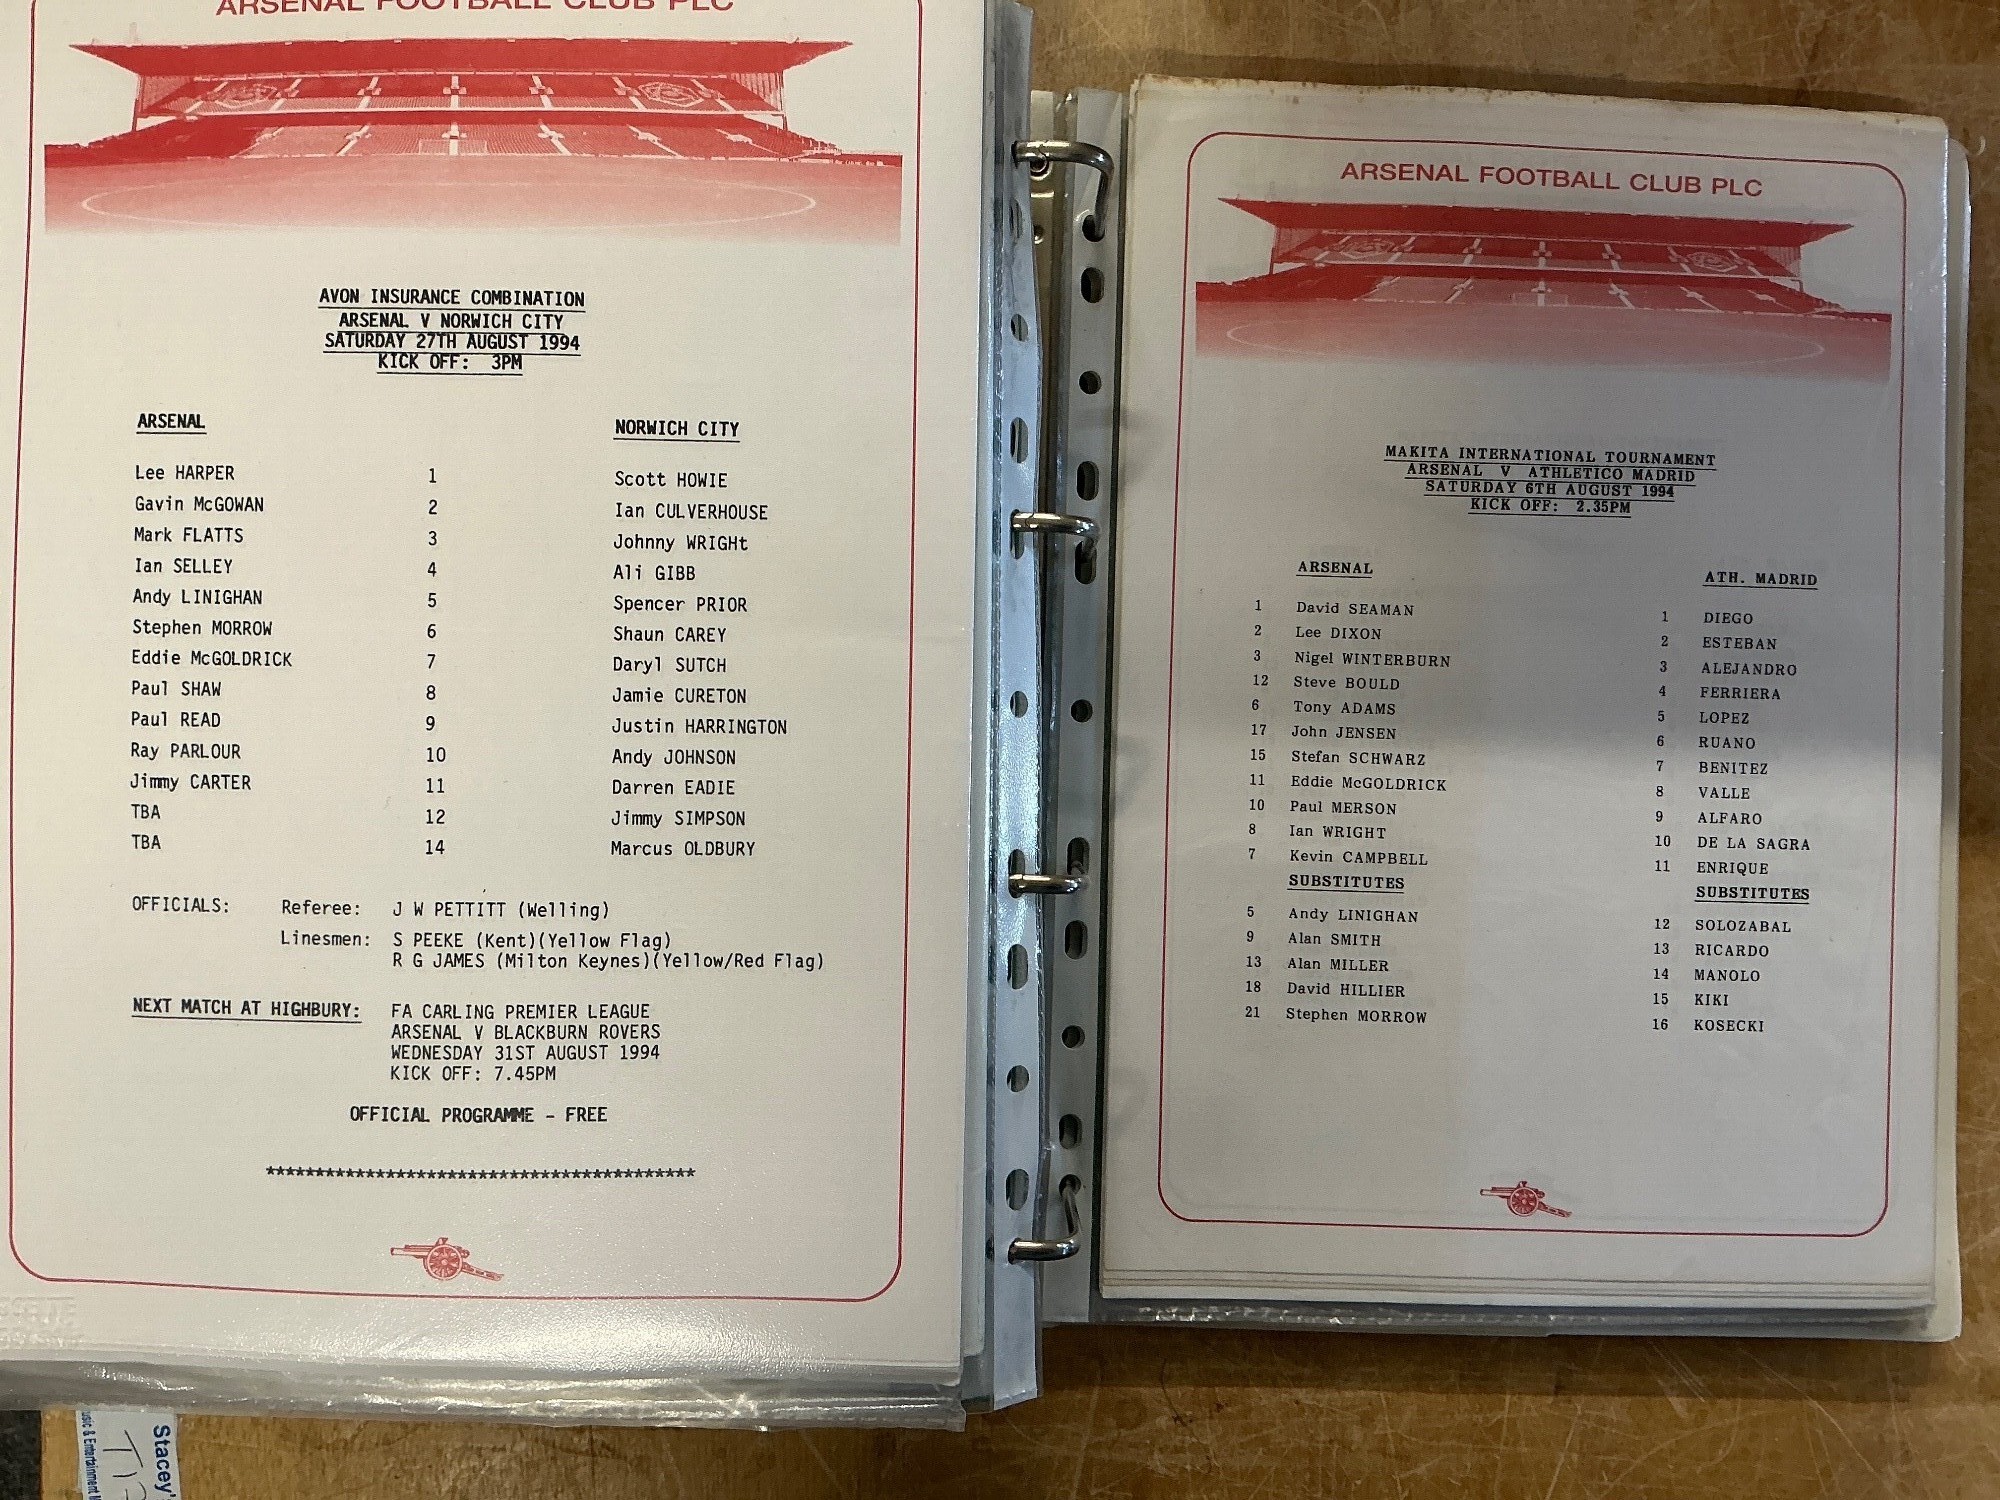 ARSENAL FOOTBALL CLUB PLC
AVON INSURANCE COMBINATION
ARSENAL V NORWICH CITY
SATURDAY 27TH AUGUST 1994
KICK OFF: 3PM
ARSENAL NORWICH CITY
Lee HARPER 1 Scott HOWIE
Gavin McGOWAN 2 Ian CULVERHOUSE
Mark FLATTS 3 Johnny WRIGHt
Ian SELLEY 4 Ali GIBB
Andy LINIGHAN 5 Spencer PRIOR
Stephen MORROW 6 Shaun CAREY
Eddie McGOLDRICK 7 Daryl SUTCH
Paul SHAW 8 Jamie CURETON
Paul READ 9 Justin HARRINGTON
Ray PARLOUR 10 Andy JOHNSON
Jimmy CARTER 11 Darren EADIE
TBA 12 Jimmy SIMPSON
TBA 14 Marcus OLDBURY
OFFICIALS: Referee: J W PETTITT (Welling)
Linesmen: S PEEKE (Kent)(Yellow Flag)
R G JAMES (Milton Keynes)(Yellow/Red Flag)
NEXT MATCH AT HIGHBURY: FA CARLING PREMIER LEAGUE
ARSENAL V BLACKBURN ROVERS
WEDNESDAY 31ST AUGUST 1994
KICK OFF: 7.45PM
OFFICIAL PROGRAMME - FREE
*******************************************
ARSENAL FOOTBALL CLUB PLC
MAKITA INTERNATIONAL TOURNAMENT
ARSENAL V ATHLETICO MADRID
SATURDAY 6TH AUGUST 1994
KICK OFF: 2.35PM
ARSENAL ATH. MADRID
1 David SEAMAN 1 DIEGO
2 Lee DIXON 2 ESTEBAN
3 Nigel WINTERBURN 3 ALEJANDRO
12 Steve BOULD 4 FERRIERA
6 Tony ADAMS 5 LOPEZ
17 John JENSEN 6 RUANO
15 Stefan SCHWARZ 7 BENITEZ
11 Eddie McGOLDRICK 8 VALLE
10 Paul MERSON 9 ALFARO
8 Ian WRIGHT 10 DE LA SAGRA
7 Kevin CAMPBELL 11 ENRIQUE
SUBSTITUTES SUBSTITUTES
5 Andy LINIGHAN 12 SOLOZABAL
9 Alan SMITH 13 RICARDO
13 Alan MILLER 14 MANOLO
18 David HILLIER 15 KIKI
21 Stephen MORROW 16 KOSECKI
Stacey'
& Entertainment